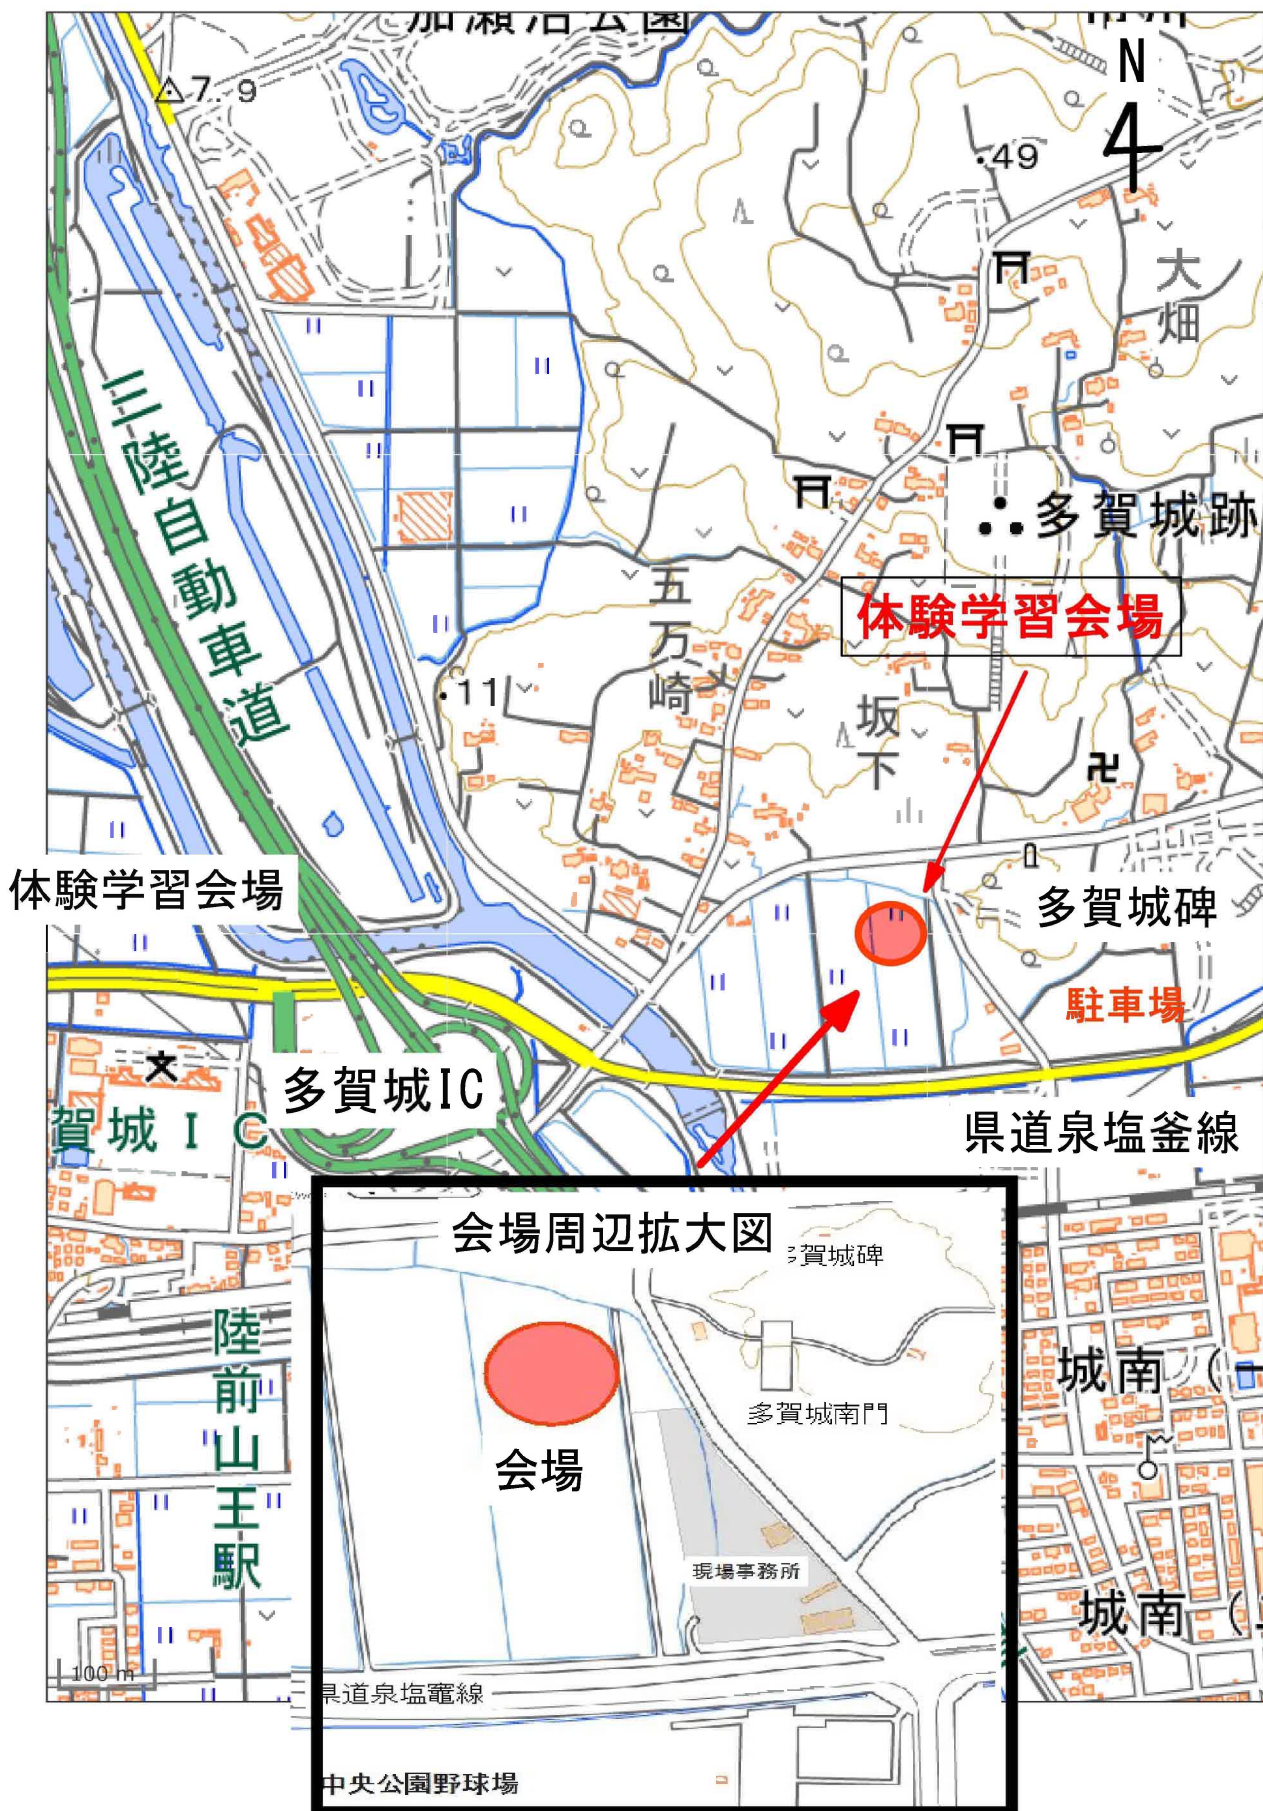 加瀬沼公園
N
7.9
49
大畑
三陸自動車道
多賀城跡
体験学習会場
五万崎
11
坂下
体験学習会場
多賀城碑
駐車場
多賀城IC
賀城IC
県道泉塩釜線
会場周辺拡大図
多賀城碑
陸前山王駅
城南（一
多賀城南門
会場
現場事務所
城南（
100 m
県道泉塩竈線
中央公園野球場